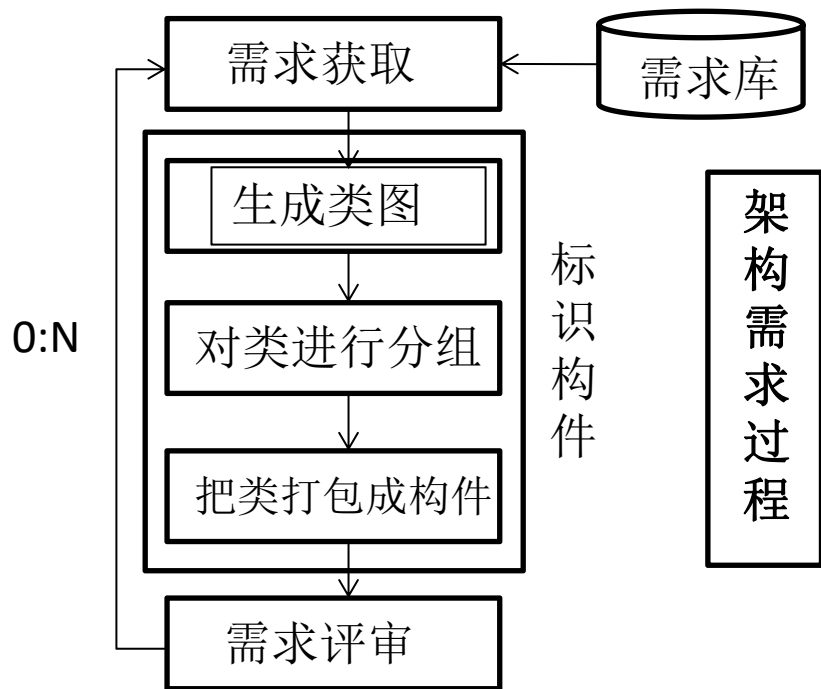 需求获取
需求库
生成类图
对类进行分组
把类打包成构件
标识构件
需求评审
0:N
架构需求过程